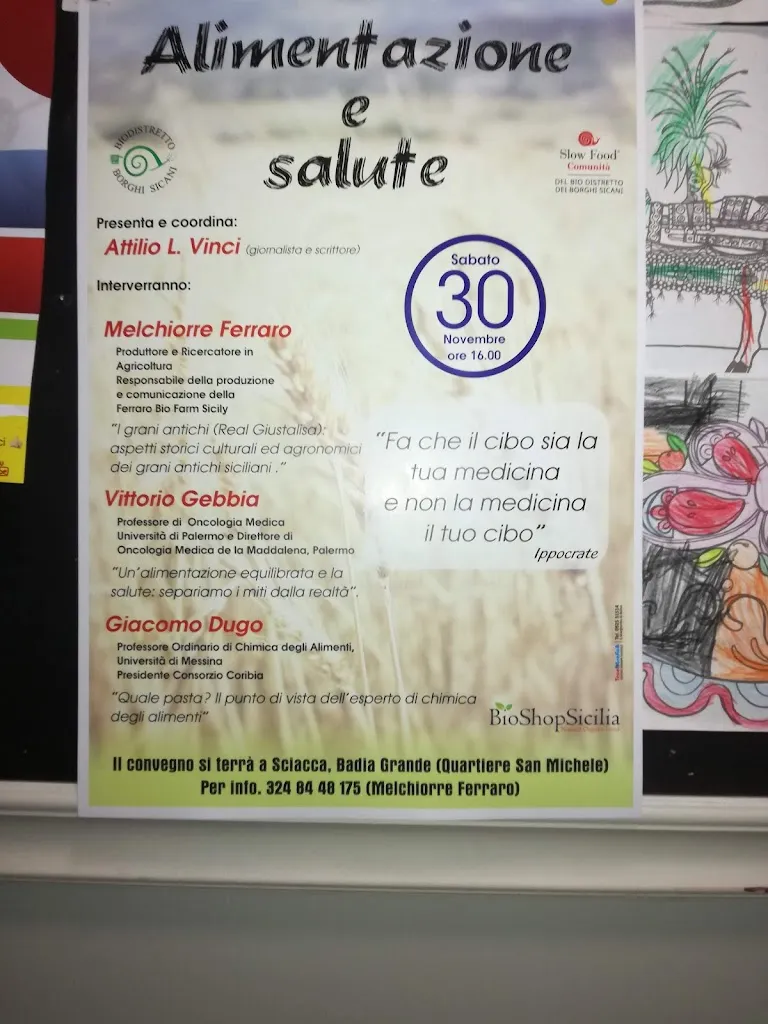 Alimentazione
e
salute
BIODISTRETTO
BORGHI SICANI
Slow Food®
Comunità
DEL BIO DISTRETTO
DEI BORGHI SICANI
Presenta e coordina:
Attilio L. Vinci (giornalista e scrittore)
Interverranno:
Sabato
30
Novembre
ore 16.00
Melchiorre Ferraro
Produttore e Ricercatore in
Agricoltura
Responsabile della produzione
e comunicazione della
Ferraro Bio Farm Sicily
"I grani antichi (Real Giustalisa):
aspetti storici culturali ed agronomici
dei grani antichi siciliani ."
"Fa che il cibo sia la
tua medicina
e non la medicina
il tuo cibo"
Ippocrate
Vittorio Gebbia
Professore di Oncologia Medica
Università di Palermo e Direttore di
Oncologia Medica de la Maddalena, Palermo
"Un'alimentazione equilibrata e la
salute: separiamo i miti dalla realtà".
Giacomo Dugo
Professore Ordinario di Chimica degli Alimenti,
Università di Messina
Presidente Consorzio Coribia
"Quale pasta? Il punto di vista dell'esperto di chimica
degli alimenti"
BioShopSicilia
Il convegno si terrà a Sciacca, Badia Grande (Quartiere San Michele)
Per info. 324 84 48 175 (Melchiorre Ferraro)